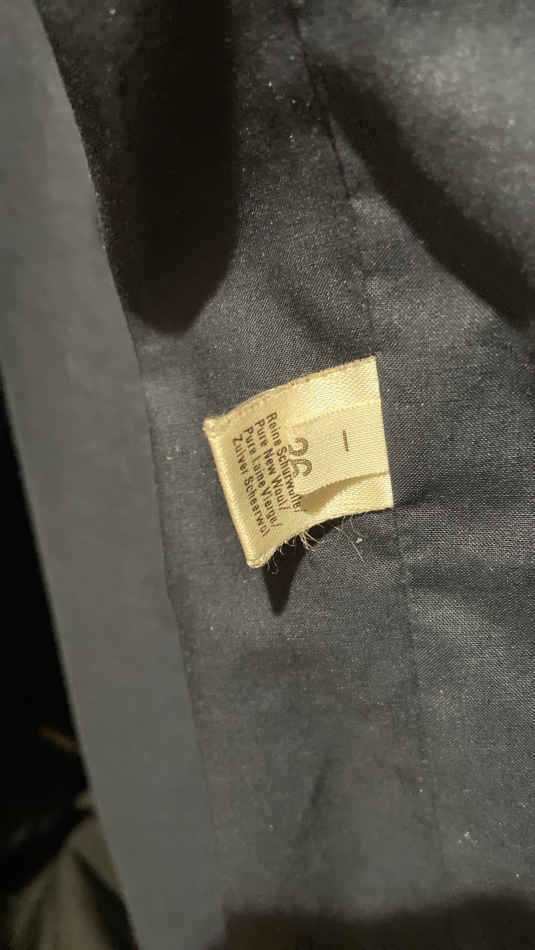 Reine Schurwolle/
Pure New Wool/
Pure Laine Vierge/
Zuiver Scheerwol
36
I